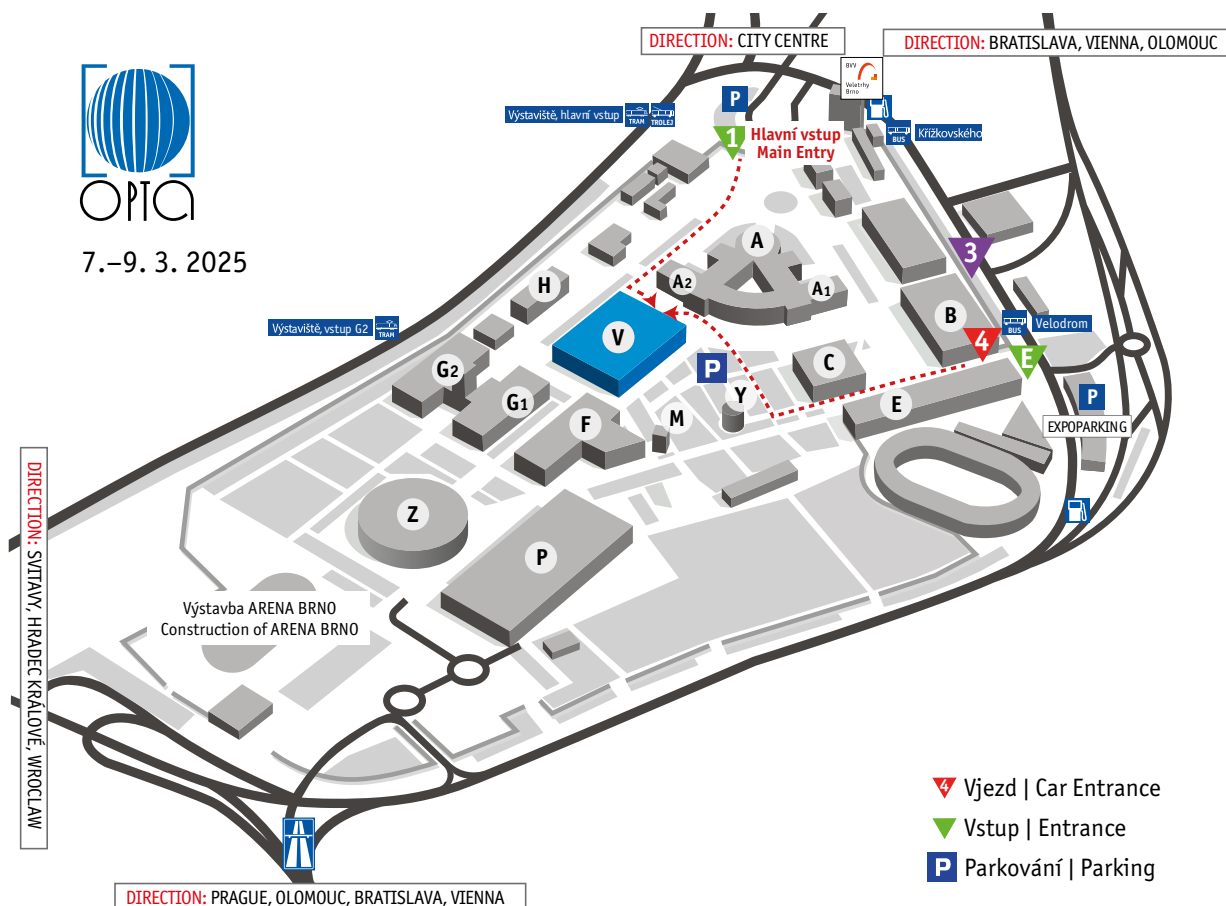 DIRECTION: CITY CENTRE
DIRECTION: BRATISLAVA, VIENNA, OLOMOUC
BVV
Veletrhy
Brno
P
Výstaviště, hlavní vstup
TRAM
TROLEJ
1
Hlavní vstup
Main Entry
BUS
Křížkovského
OPTA
7.–9. 3. 2025
A
A2
A1
3
H
B
Výstaviště, vstup G2
TRAM
V
BUS
Velodrom
4
E
C
P
G2
Y
P
G1
E
F
M
EXPOPARKING
Z
P
DIRECTION: SVITAVY, HRADEC KRÁLOVÉ, WROCLAW
Výstavba ARENA BRNO
Construction of ARENA BRNO
4 Vjezd | Car Entrance
Vstup | Entrance
P Parkování | Parking
DIRECTION: PRAGUE, OLOMOUC, BRATISLAVA, VIENNA